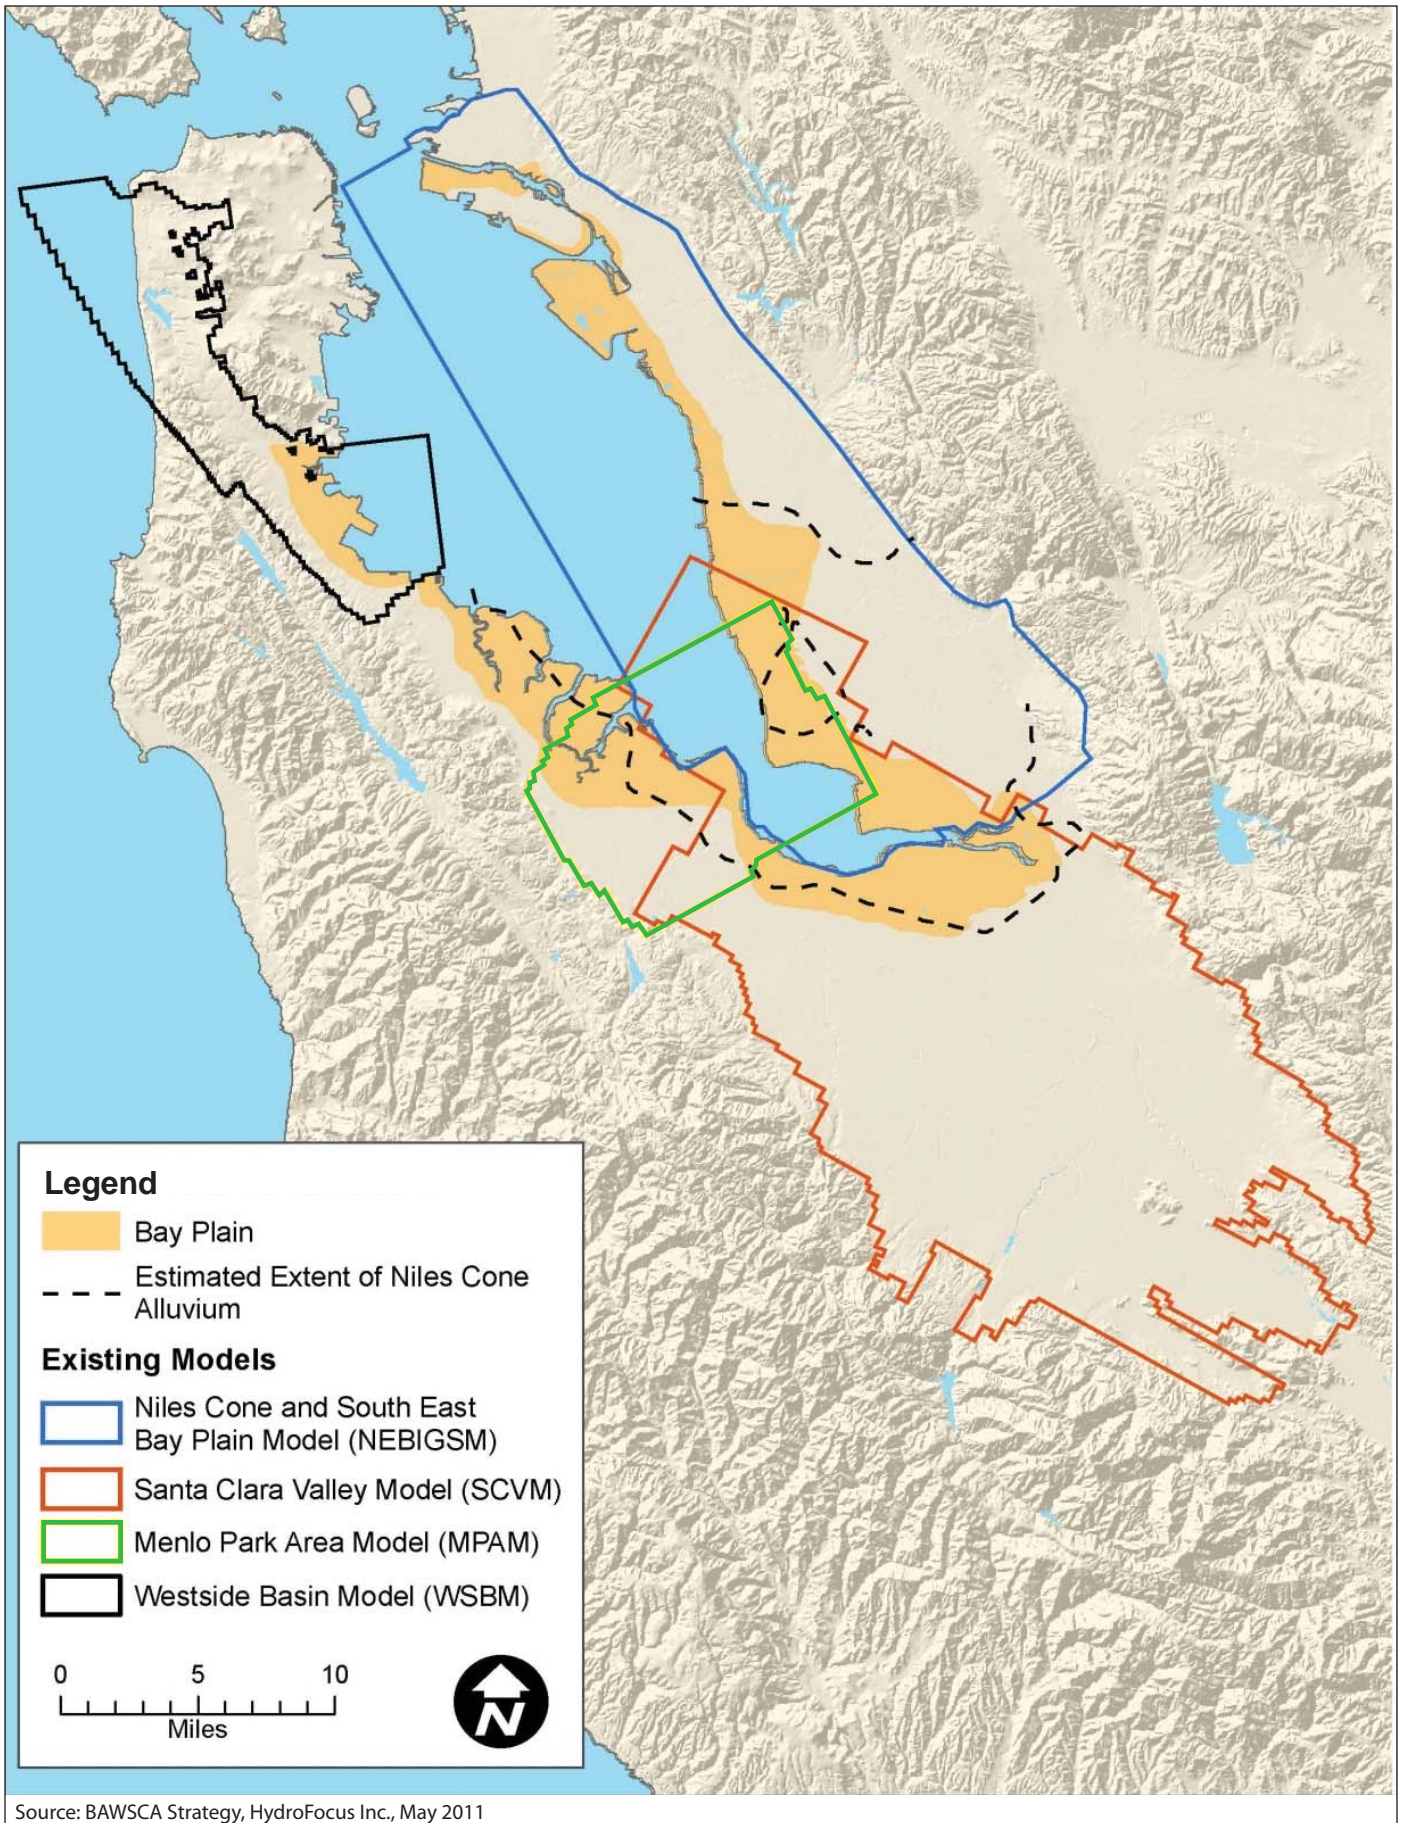 Legend
Bay Plain
Estimated Extent of Niles Cone
Alluvium
Existing Models
Niles Cone and South East
Bay Plain Model (NEBIGSM)
Santa Clara Valley Model (SCVM)
Menlo Park Area Model (MPAM)
Westside Basin Model (WSBM)
0 5 10
Miles
N
Source: BAWSCA Strategy, HydroFocus Inc., May 2011